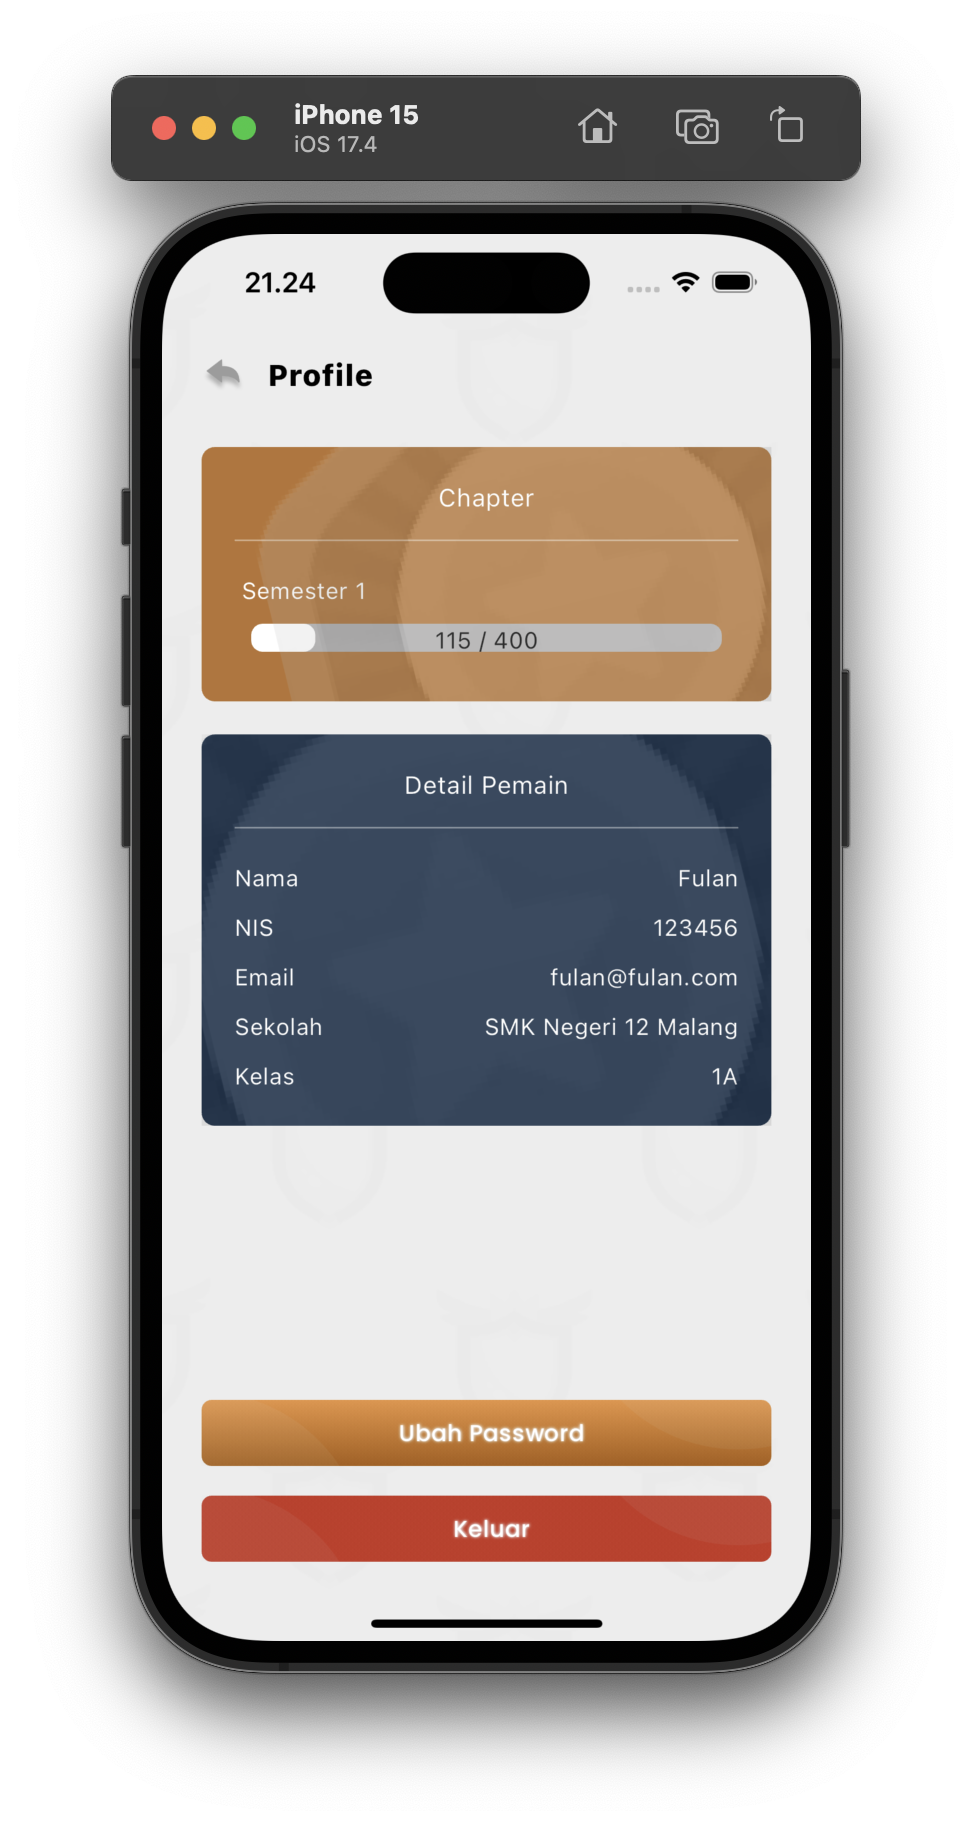 iPhone 15
iOS 17.4
21.24
Profile
Chapter
Semester 1
115 / 400
Detail Pemain
Nama Fulan
NIS 123456
Email fulan@fulan.com
Sekolah SMK Negeri 12 Malang
Kelas 1A
Ubah Password
Keluar